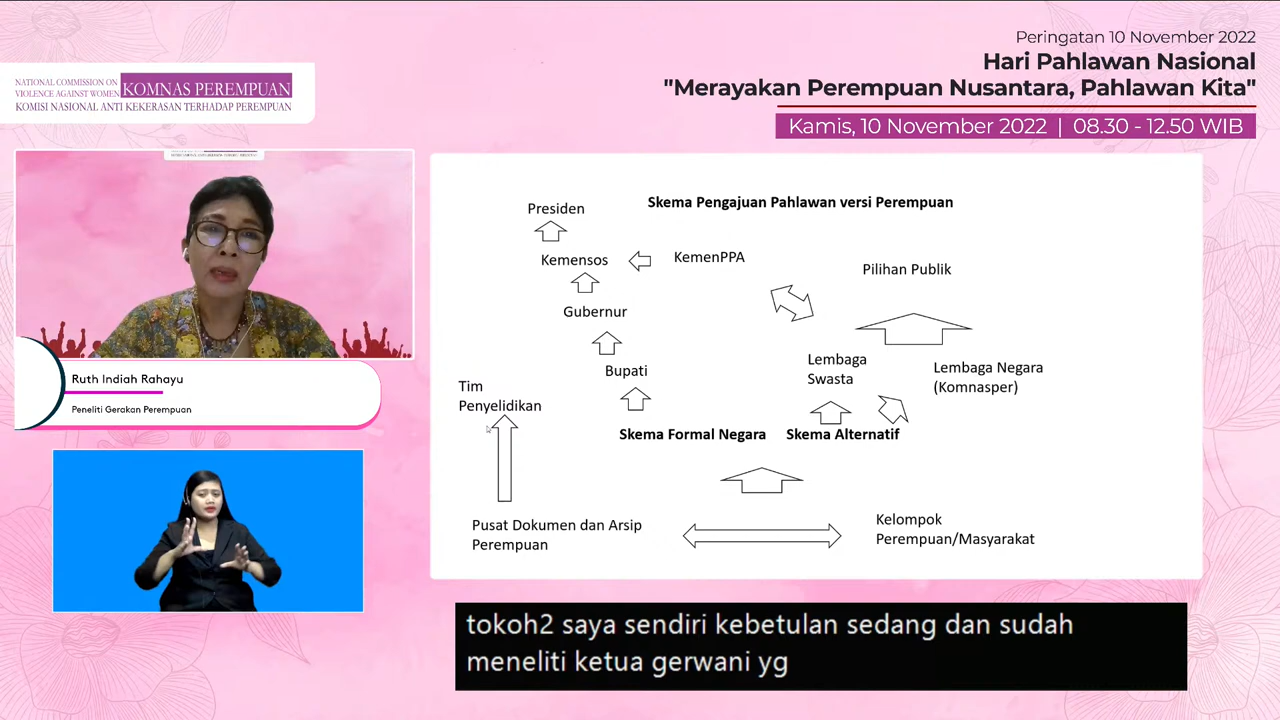 Peringatan 10 November 2022
Hari Pahlawan Nasional
"Merayakan Perempuan Nusantara, Pahlawan Kita"
Kamis, 10 November 2022 | 08.30 - 12.50 WIB
NATIONAL COMMISSION ON
VIOLENCE AGAINST WOMEN
KOMNAS PEREMPUAN
KOMISI NASIONAL ANTI KEKERASAN TERHADAP PEREMPUAN
Ruth Indiah Rahayu
Peneliti Gerakan Perempuan
Skema Pengajuan Pahlawan versi Perempuan
Presiden
Kemensos
KemenPPA
Pilihan Publik
Gubernur
Bupati
Lembaga
Swasta
Lembaga Negara
(Komnasper)
Tim
Penyelidikan
Skema Formal Negara
Skema Alternatif
Pusat Dokumen dan Arsip
Perempuan
Kelompok
Perempuan/Masyarakat
tokoh2 saya sendiri kebetulan sedang dan sudah
meneliti ketua gerwani yg